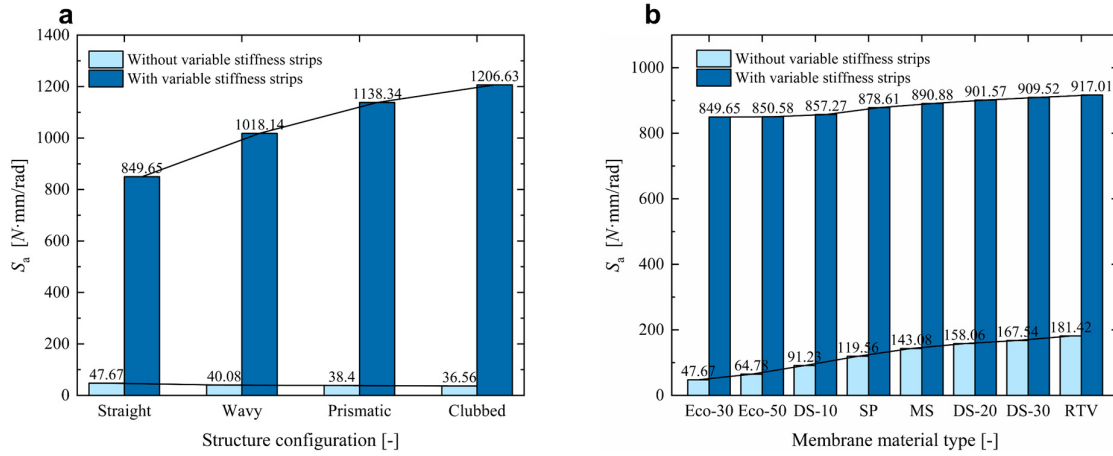 a
1400
1200
1000
800
600
400
200
0
Sa [N·mm/rad]
Without variable stiffness strips
With variable stiffness strips
849.65
1018.14
1138.34
1206.63
47.67
40.08
38.4
36.56
Straight Wavy Prismatic Clubbed
Structure configuration [-]
b
1000
800
600
400
200
0
Sa [N·mm/rad]
Without variable stiffness strips
With variable stiffness strips
849.65 850.58 857.27 878.61 890.88 901.57 909.52 917.01
47.67 64.78 91.23 119.56 143.08 158.06 167.54 181.42
Eco-30 Eco-50 DS-10 SP MS DS-20 DS-30 RTV
Membrane material type [-]